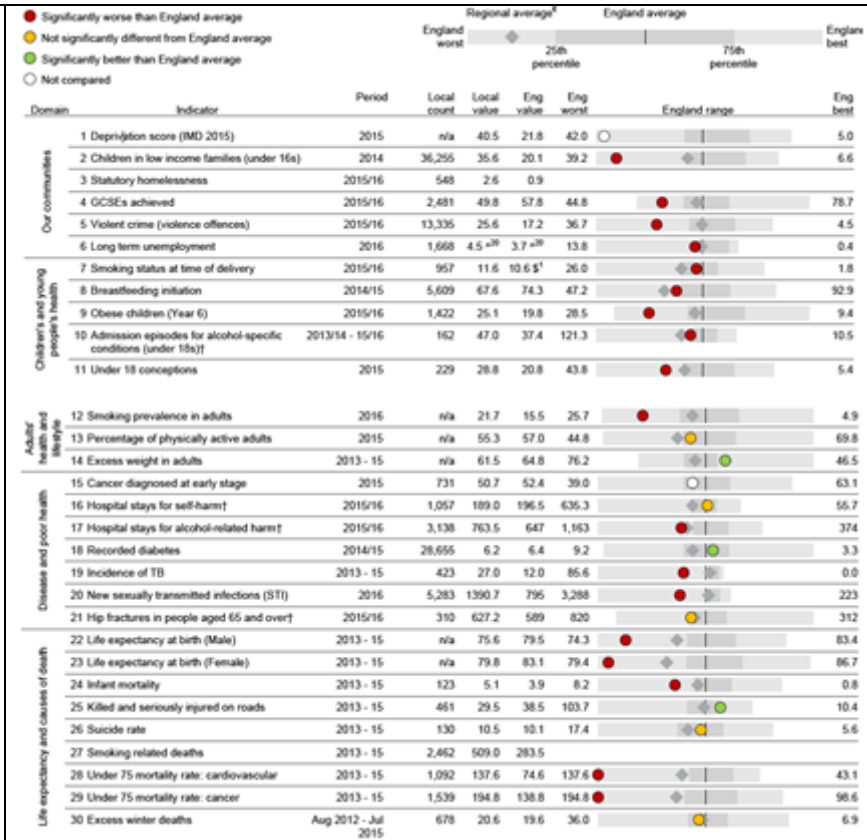 Significantly worse than England average
Not significantly different from England average
Significantly better than England average
Not compared
Regional average€ England average
England worst England best
25th percentile 75th percentile
Domain Indicator Period Local count Local value Eng value Eng worst England range Eng best
Our communities
1 Deprivation score (IMD 2015) 2015 n/a 40.5 21.8 42.0 5.0
2 Children in low income families (under 16s) 2014 36,255 35.6 20.1 39.2 6.6
3 Statutory homelessness 2015/16 548 2.6 0.9
4 GCSEs achieved 2015/16 2,481 49.8 57.8 44.8 78.7
5 Violent crime (violence offences) 2015/16 13,335 25.6 17.2 36.7 4.5
6 Long term unemployment 2016 1,668 4.5 ^20 3.7 ^20 13.8 0.4
Children's and young people's health
7 Smoking status at time of delivery 2015/16 957 11.6 10.6 $¹ 26.0 1.8
8 Breastfeeding initiation 2014/15 5,609 67.6 74.3 47.2 92.9
9 Obese children (Year 6) 2015/16 1,422 25.1 19.8 28.5 9.4
10 Admission episodes for alcohol-specific conditions (under 18s)† 2013/14 - 15/16 162 47.0 37.4 121.3 10.5
11 Under 18 conceptions 2015 229 28.8 20.8 43.8 5.4
Adults' health and lifestyle
12 Smoking prevalence in adults 2016 n/a 21.7 15.5 25.7 4.9
13 Percentage of physically active adults 2015 n/a 55.3 57.0 44.8 69.8
14 Excess weight in adults 2013 - 15 n/a 61.5 64.8 76.2 46.5
Disease and poor health
15 Cancer diagnosed at early stage 2015 731 50.7 52.4 39.0 63.1
16 Hospital stays for self-harm† 2015/16 1,057 189.0 196.5 635.3 55.7
17 Hospital stays for alcohol-related harm† 2015/16 3,138 763.5 647 1,163 374
18 Recorded diabetes 2014/15 28,655 6.2 6.4 9.2 3.3
19 Incidence of TB 2013 - 15 423 27.0 12.0 85.6 0.0
20 New sexually transmitted infections (STI) 2016 5,283 1390.7 795 3,288 223
21 Hip fractures in people aged 65 and over† 2015/16 310 627.2 589 820 312
Life expectancy and causes of death
22 Life expectancy at birth (Male) 2013 - 15 n/a 75.6 79.5 74.3 83.4
23 Life expectancy at birth (Female) 2013 - 15 n/a 79.8 83.1 79.4 86.7
24 Infant mortality 2013 - 15 123 5.1 3.9 8.2 0.8
25 Killed and seriously injured on roads 2013 - 15 461 29.5 38.5 103.7 10.4
26 Suicide rate 2013 - 15 130 10.5 10.1 17.4 5.6
27 Smoking related deaths 2013 - 15 2,462 509.0 283.5
28 Under 75 mortality rate: cardiovascular 2013 - 15 1,092 137.6 74.6 137.6 43.1
29 Under 75 mortality rate: cancer 2013 - 15 1,539 194.8 138.8 194.8 98.6
30 Excess winter deaths Aug 2012 - Jul 2015 678 20.6 19.6 36.0 6.9